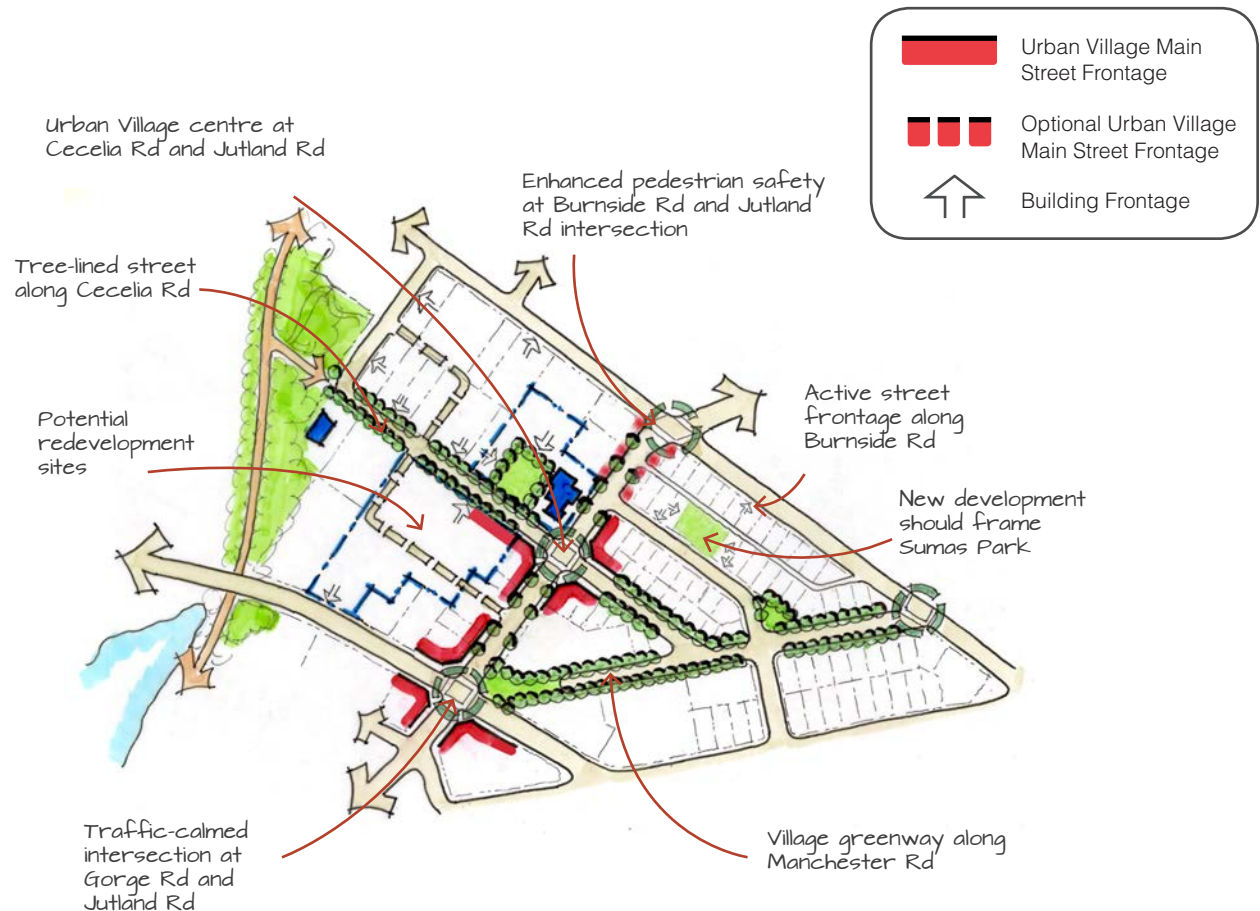 Urban Village Main
Street Frontage
Optional Urban Village
Main Street Frontage
Building Frontage
Urban Village centre at
Cecelia Rd and Jutland Rd
Enhanced pedestrian safety
at Burnside Rd and Jutland
Rd intersection
Tree-lined street
along Cecelia Rd
Potential
redevelopment
sites
Active street
frontage along
Burnside Rd
New development
should frame
Sumas Park
Traffic-calmed
intersection at
Gorge Rd and
Jutland Rd
Village greenway along
Manchester Rd